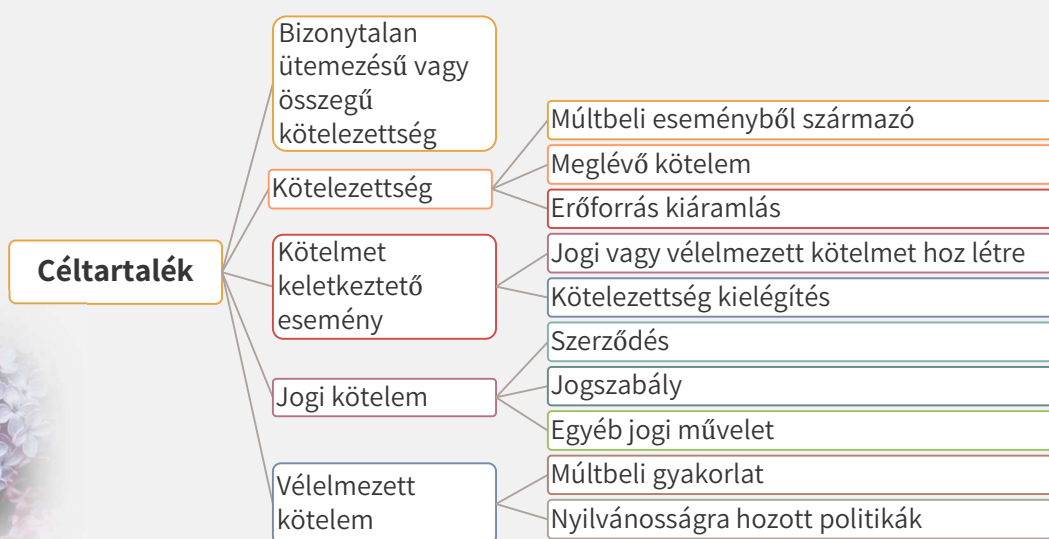 Céltartalék
Bizonytalan
ütemezésű vagy
összegű
kötelezettség
Kötelezettség
Múltbeli eseményből származó
Meglévő kötelem
Erőforrás kiáramlás
Kötelmet
keletkeztető
esemény
Jogi vagy vélelmezett kötelmet hoz létre
Kötelezettség kielégítés
Jogi kötelem
Szerződés
Jogszabály
Egyéb jogi művelet
Vélelmezett
kötelem
Múltbeli gyakorlat
Nyilvánosságra hozott politikák